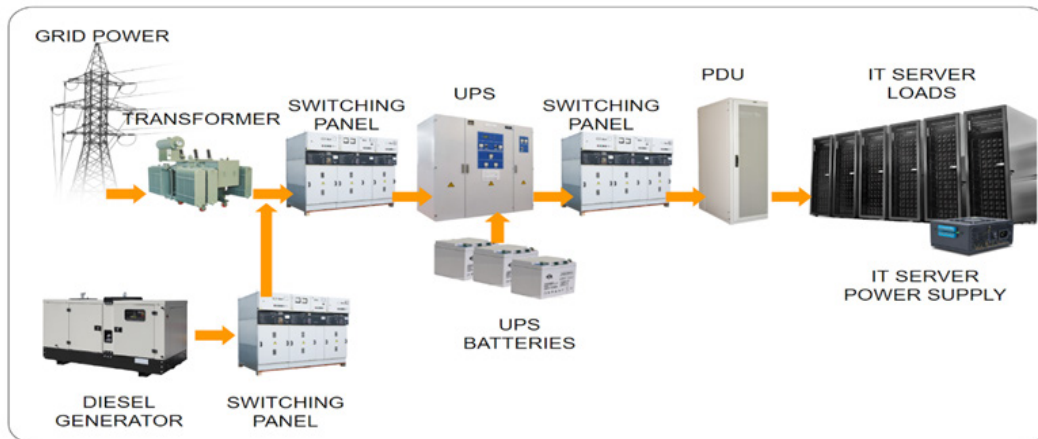 GRID POWER
TRANSFORMER
SWITCHING
PANEL
UPS
SWITCHING
PANEL
PDU
IT SERVER
LOADS
IT SERVER
POWER SUPPLY
UPS
BATTERIES
DIESEL
GENERATOR
SWITCHING
PANEL